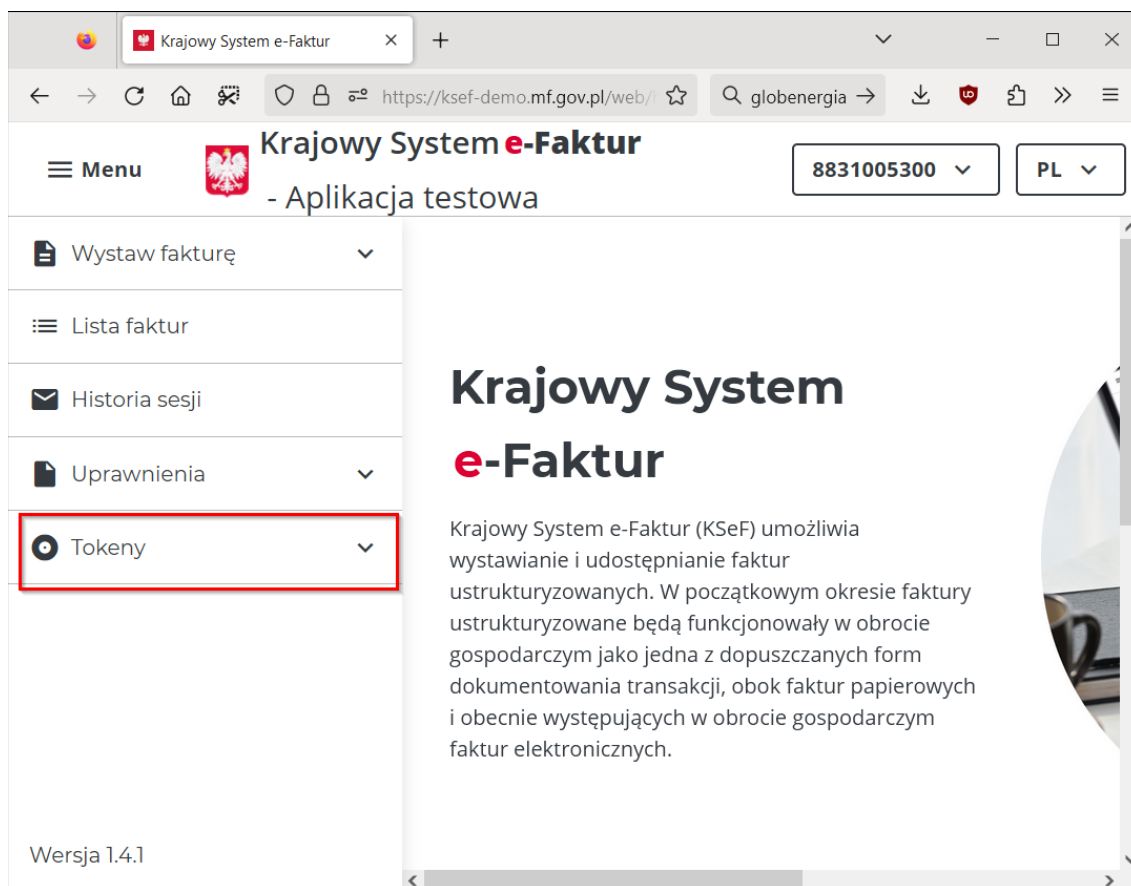 Krajowy System e-Faktur
https://ksef-demo.mf.gov.pl/web/
globenergia
Menu
Krajowy System e-Faktur
- Aplikacja testowa
8831005300
PL
Wystaw fakturę
Lista faktur
Historia sesji
Uprawnienia
Tokeny
Wersja 1.4.1
Krajowy System
e-Faktur
Krajowy System e-Faktur (KSeF) umożliwia
wystawianie i udostępnianie faktur
ustrukturyzowanych. W początkowym okresie faktury
ustrukturyzowane będą funkcjonowały w obrocie
gospodarczym jako jedna z dopuszczanych form
dokumentowania transakcji, obok faktur papierowych
i obecnie występujących w obrocie gospodarczym
faktur elektronicznych.